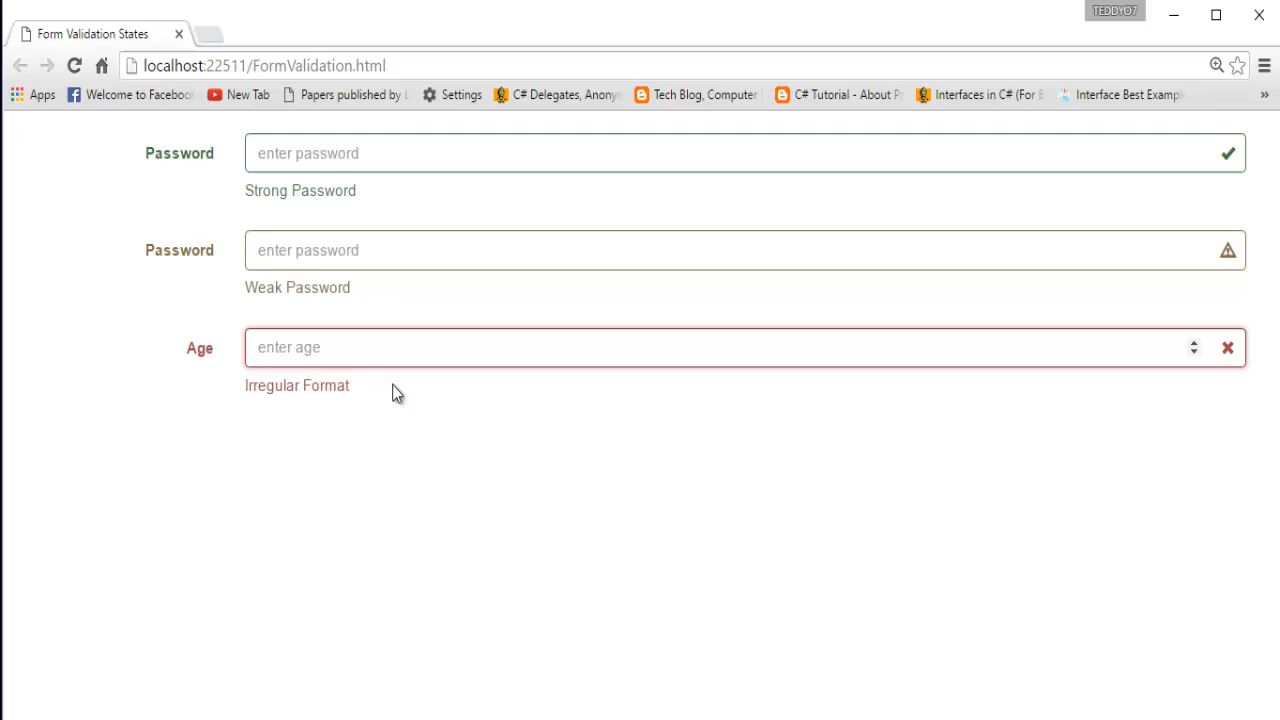 TEDDYO7
Form Validation States
localhost:22511/FormValidation.html
Apps Welcome to Faceboo New Tab Papers published by Settings C# Delegates, Anony Tech Blog, Computer C# Tutorial - About P Interfaces in C# (For B Interface Best Exampl »
Password enter password
Strong Password
Password enter password
Weak Password
Age enter age
Irregular Format